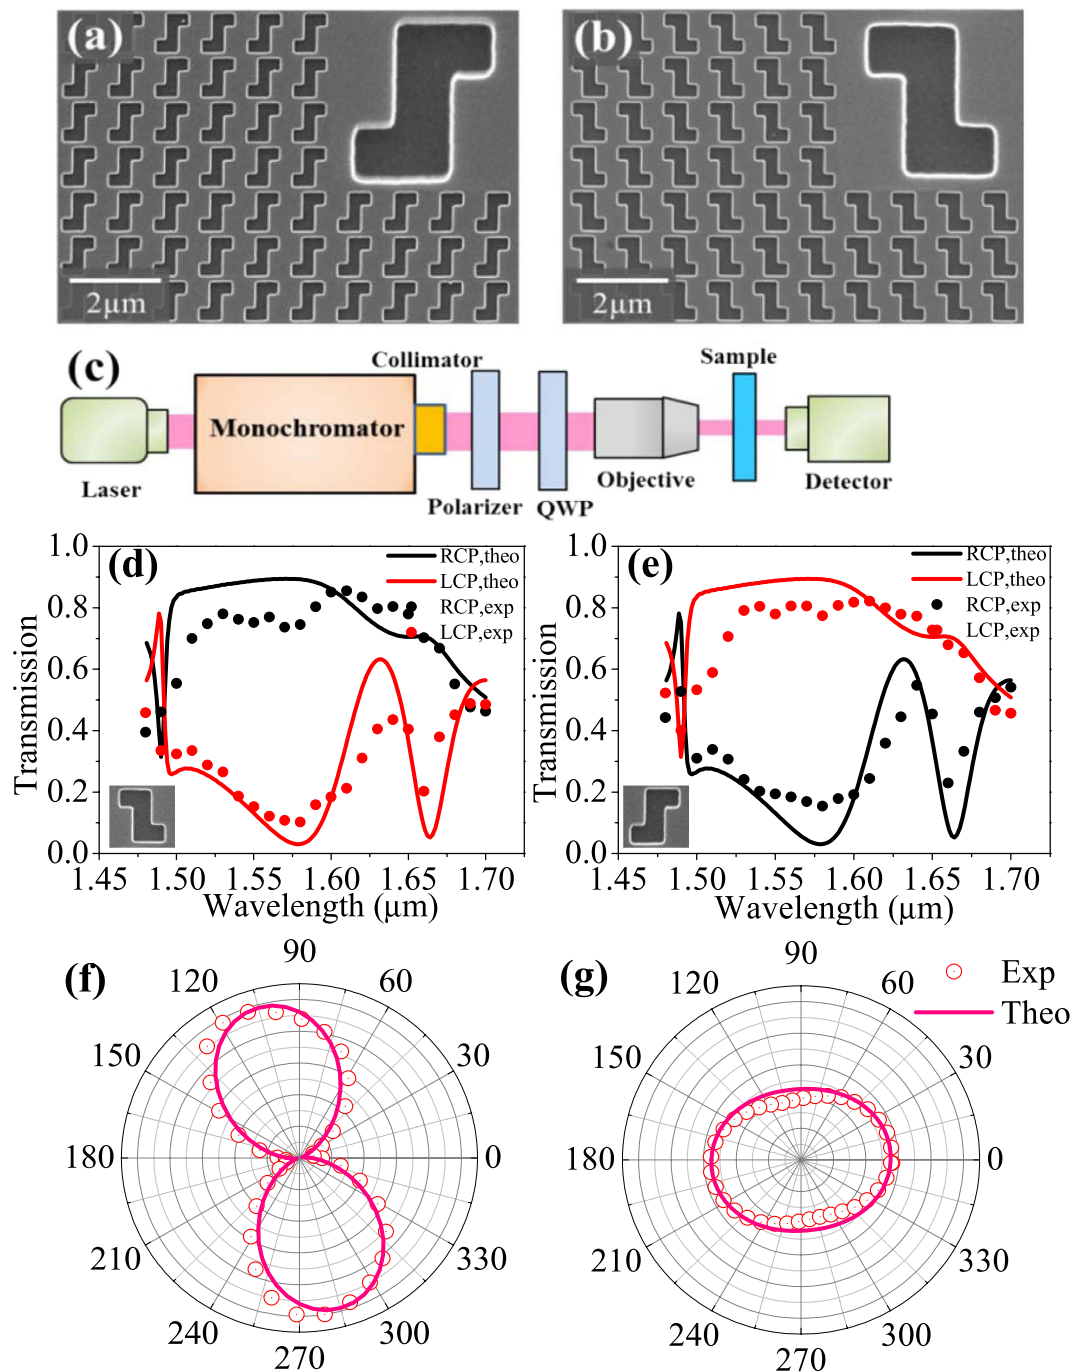 (a)
2µm
(b)
2µm
(c)
Collimator
Sample
Monochromator
Laser
Polarizer
QWP
Objective
Detector
(d)
1.0
0.8
0.6
0.4
0.2
0.0
Transmission
RCP,theo
LCP,theo
RCP,exp
LCP,exp
1.45
1.50
1.55
1.60
1.65
1.70
Wavelength (µm)
(e)
1.0
0.8
0.6
0.4
0.2
0.0
Transmission
RCP,theo
LCP,theo
RCP,exp
LCP,exp
1.45
1.50
1.55
1.60
1.65
1.70
Wavelength (µm)
(f)
90
120
60
150
30
180
0
210
330
240
300
270
(g)
90
120
60
150
30
180
0
210
330
240
300
270
Exp
Theo